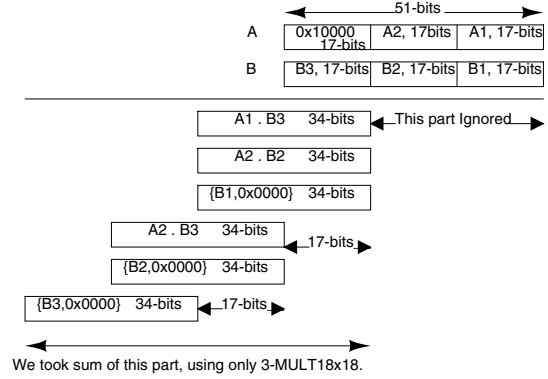 51-bits
A 0x10000 17-bits A2, 17bits A1, 17-bits
B B3, 17-bits B2, 17-bits B1, 17-bits
A1 . B3 34-bits This part Ignored
A2 . B2 34-bits
{B1,0x0000} 34-bits
A2 . B3 34-bits 17-bits
{B2,0x0000} 34-bits
{B3,0x0000} 34-bits 17-bits
We took sum of this part, using only 3-MULT18x18.